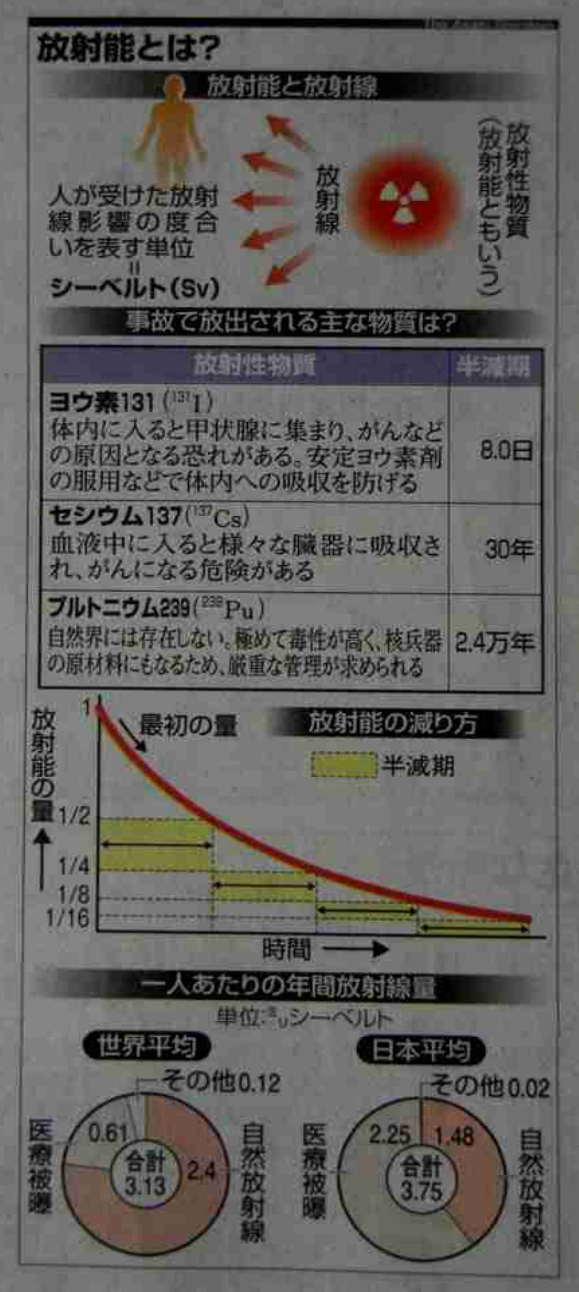 放射能とは?
放射能と放射線
人が受けた放射
線影響の度合
いを表す単位
=
シーベルト(Sv)
放射線
放射性物質
(放射能ともいう)
事故で放出される主な物質は?
放射性物質 半減期
ヨウ素131(¹³¹I)
体内に入ると甲状腺に集まり、がんなど
の原因となる恐れがある。安定ヨウ素剤
の服用などで体内への吸収を防げる
8.0日
セシウム137(¹³⁷Cs)
血液中に入ると様々な臓器に吸収さ
れ、がんになる危険がある
30年
プルトニウム239(²³⁹Pu)
自然界には存在しない。極めて毒性が高く、核兵器
の原材料にもなるため、厳重な管理が求められる
2.4万年
放射能の減り方
放射能の量
1
最初の量
半減期
1/2
1/4
1/8
1/16
時間
一人あたりの年間放射線量
単位:ミリシーベルト
世界平均
その他0.12
医療被曝
0.61
合計
3.13
2.4
自然放射線
日本平均
その他0.02
医療被曝
2.25
1.48
合計
3.75
自然放射線